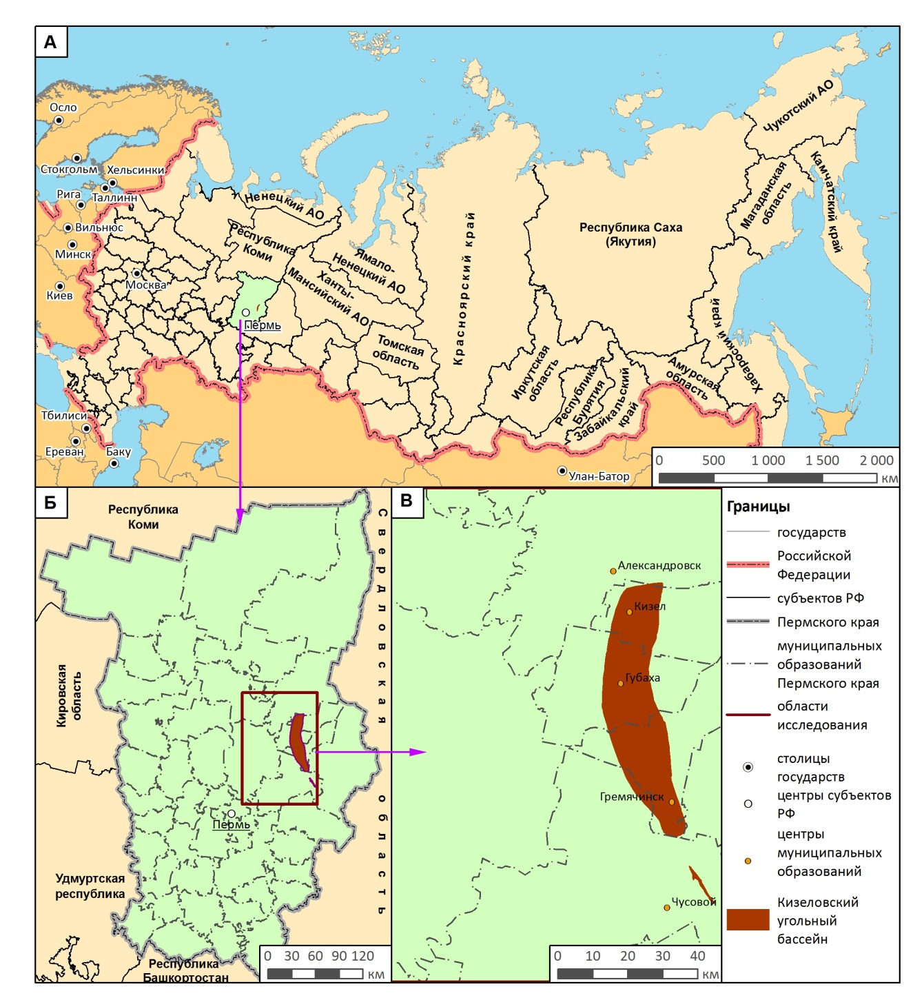 А
Осло
Стокгольм
Хельсинки
Рига
Таллинн
Вильнюс
Минск
Москва
Киев
Пермь
Тбилиси
Ереван
Баку
Улан-Батор
Ненецкий АО
Республика
Коми
Ямало-
Ненецкий АО
Ханты-
Мансийский АО
Томская
область
Красноярский край
Республика Саха
(Якутия)
Иркутская
область
Республика
Бурятия
Забайкальский
край
Амурская
область
Хабаровский край
Магаданская
область
Камчатский край
Чукотский АО
0 500 1 000 1 500 2 000
км
Б
Республика
Коми
Свердловская область
Кировская
область
Пермь
Удмуртская
республика
Республика
Башкортостан
0 30 60 90 120
км
В
Александровск
Кизел
Губаха
Гремячинск
Чусовой
0 10 20 30 40
км
Границы
государств
Российской
Федерации
субъектов РФ
Пермского края
муниципальных
образований
Пермского края
области
исследования
столицы
государств
центры субъектов
РФ
центры
муниципальных
образований
Кизеловский
угольный
бассейн